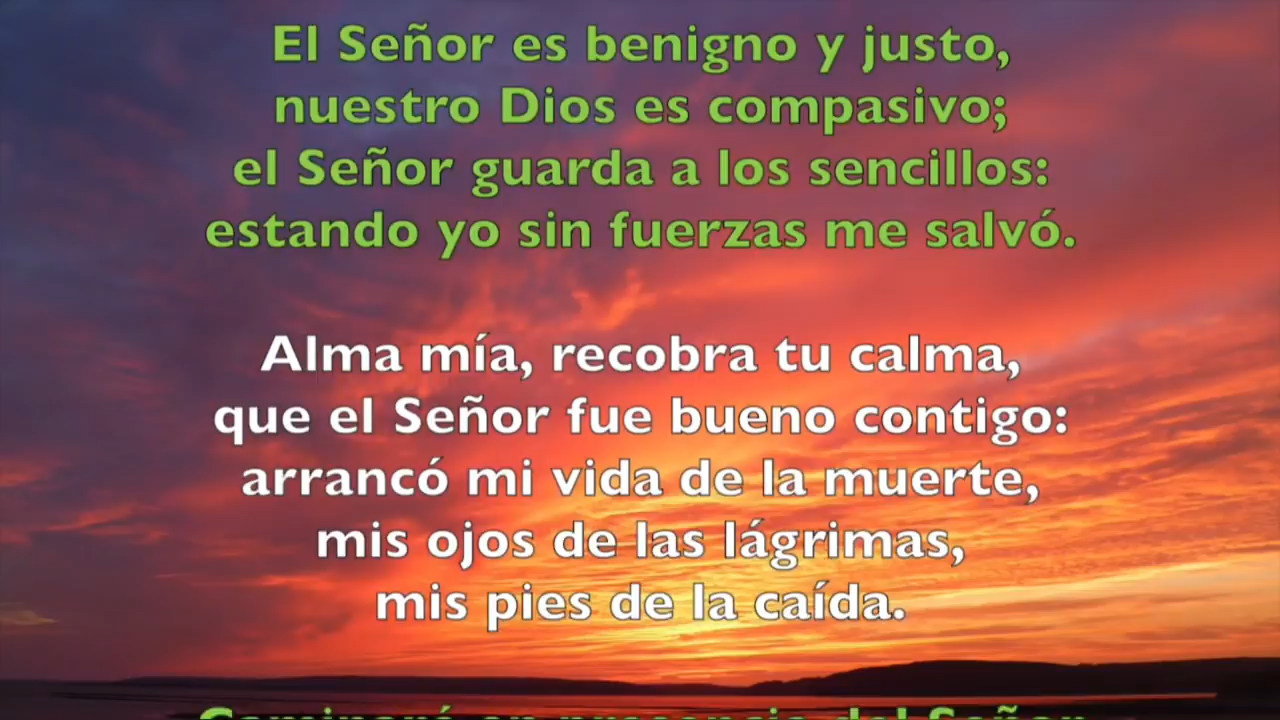 El Señor es benigno y justo,
nuestro Dios es compasivo;
el Señor guarda a los sencillos:
estando yo sin fuerzas me salvó.
Alma mía, recobra tu calma,
que el Señor fue bueno contigo:
arrancó mi vida de la muerte,
mis ojos de las lágrimas,
mis pies de la caída.
Caminaré en presencia del Señor